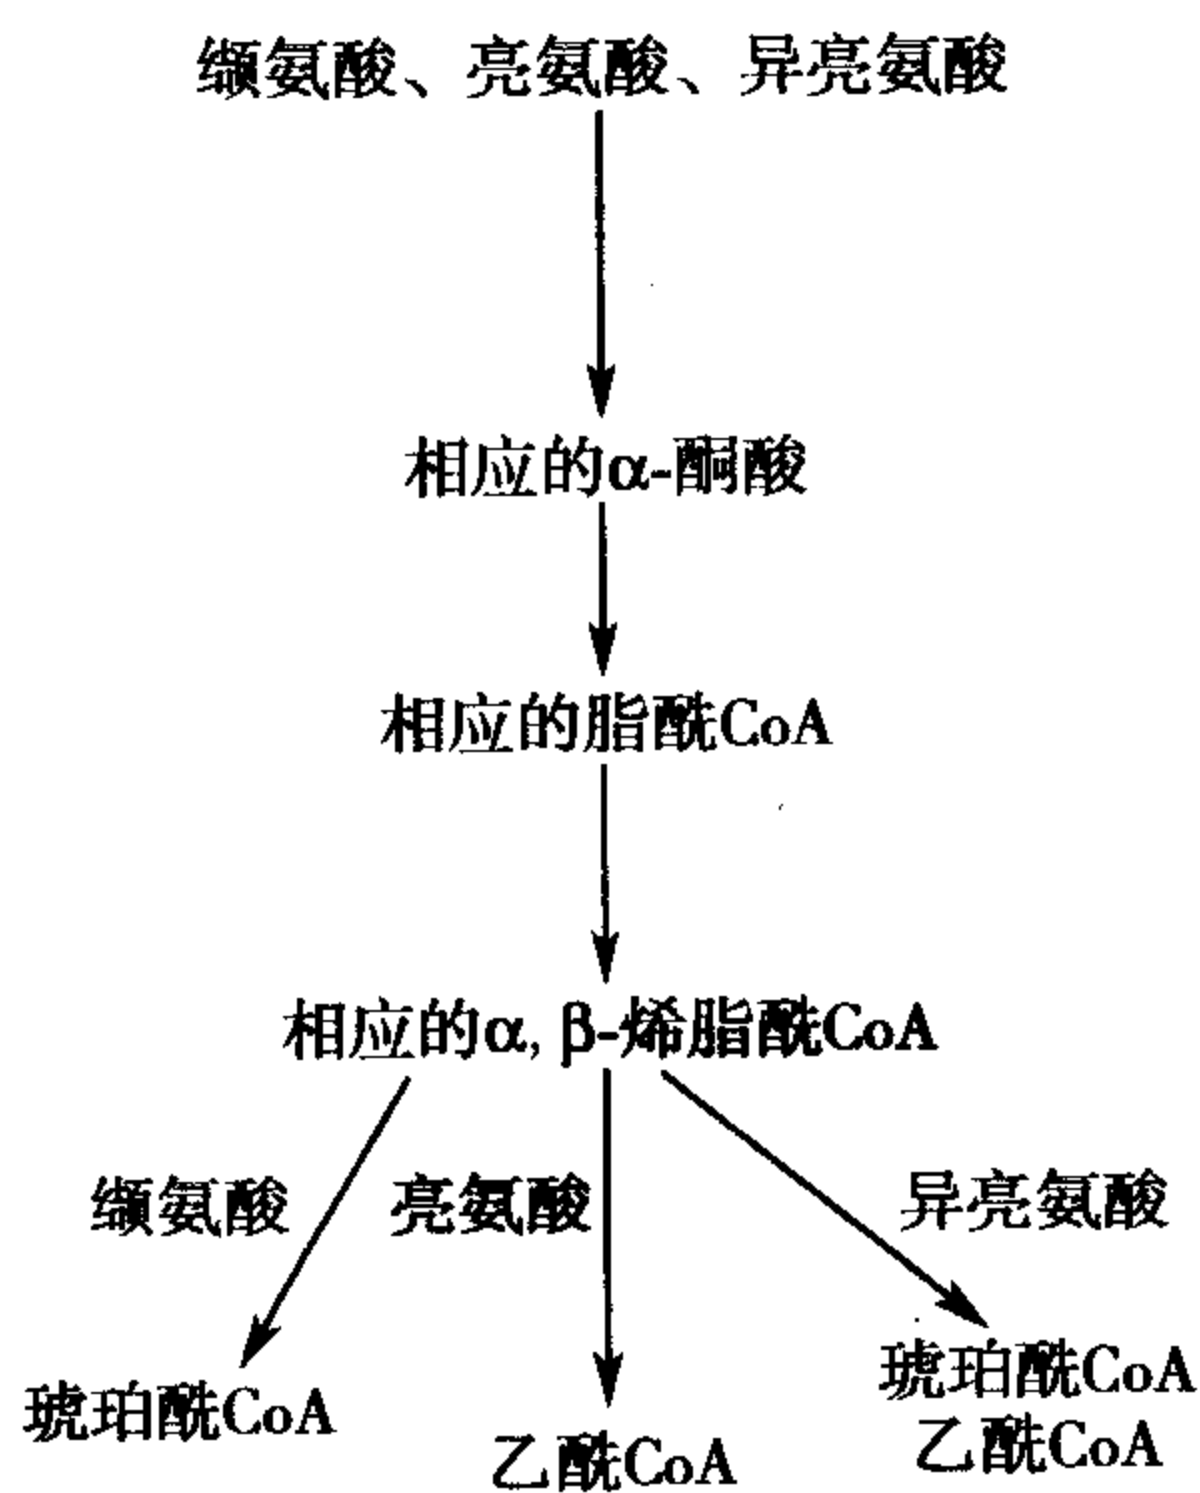 缬氨酸、亮氨酸、异亮氨酸
相应的α-酮酸
相应的脂酰CoA
相应的α, β-烯脂酰CoA
缬氨酸
亮氨酸
异亮氨酸
琥珀酰CoA
乙酰CoA
琥珀酰CoA
乙酰CoA